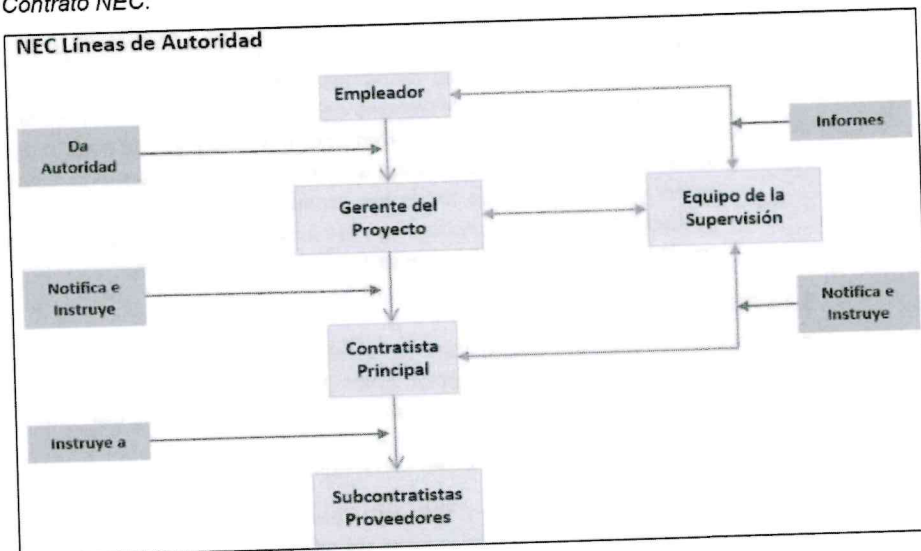 Contrato NEC.
NEC Líneas de Autoridad
Empleador
Informes
Da
Autoridad
Gerente del
Proyecto
Equipo de la
Supervisión
Notifica e
Instruye
Notifica e
Instruye
Contratista
Principal
Instruye a
Subcontratistas
Proveedores